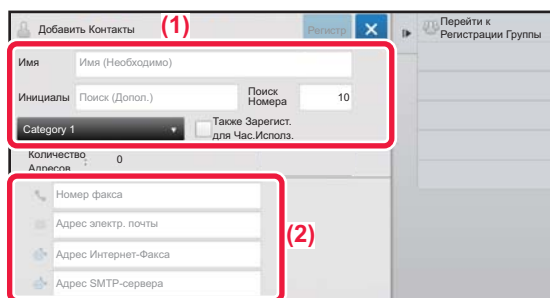 Добавить Контакты
(1)
Регистр
Перейти к
Регистрации Группы
Имя
Имя (Необходимо)
Инициалы
Поиск (Допол.)
Поиск
Номера
10
Category 1
Также Зарегист.
для Час.Исполз.
Количество
Адресов
:
0
Номер факса
Адрес электр. почты
(2)
Адрес Интернет-Факса
Адрес SMTP-сервера